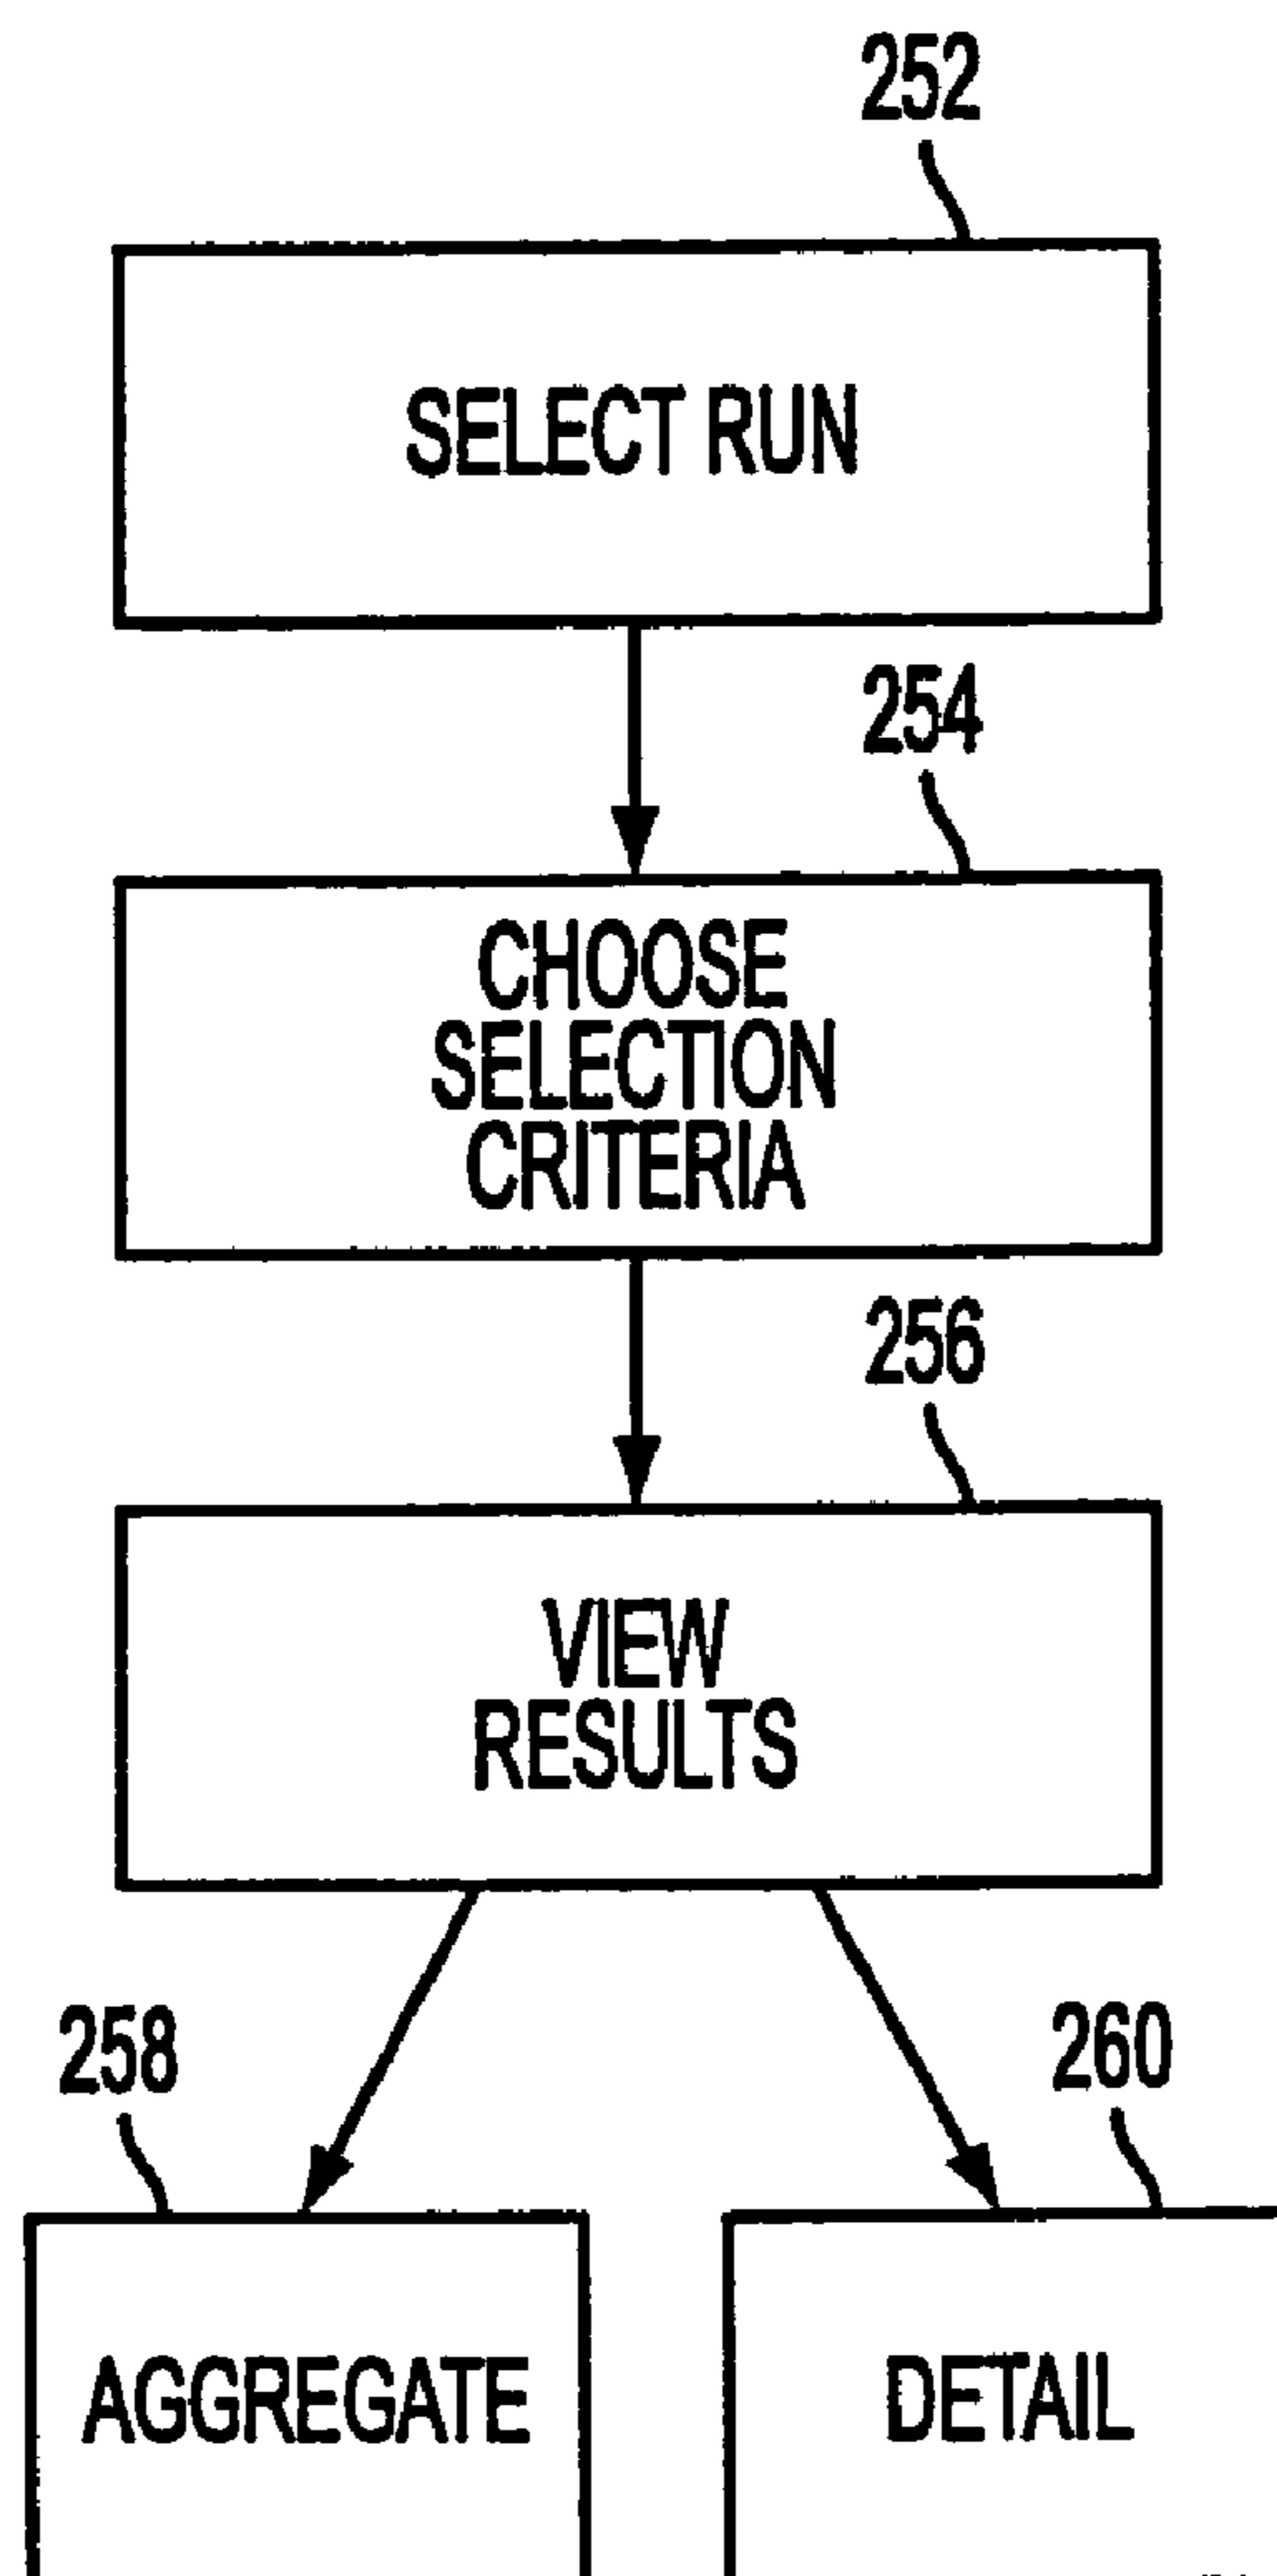 252
SELECT RUN
254
CHOOSE
SELECTION
CRITERIA
256
VIEW
RESULTS
258
260
AGGREGATE
DETAIL